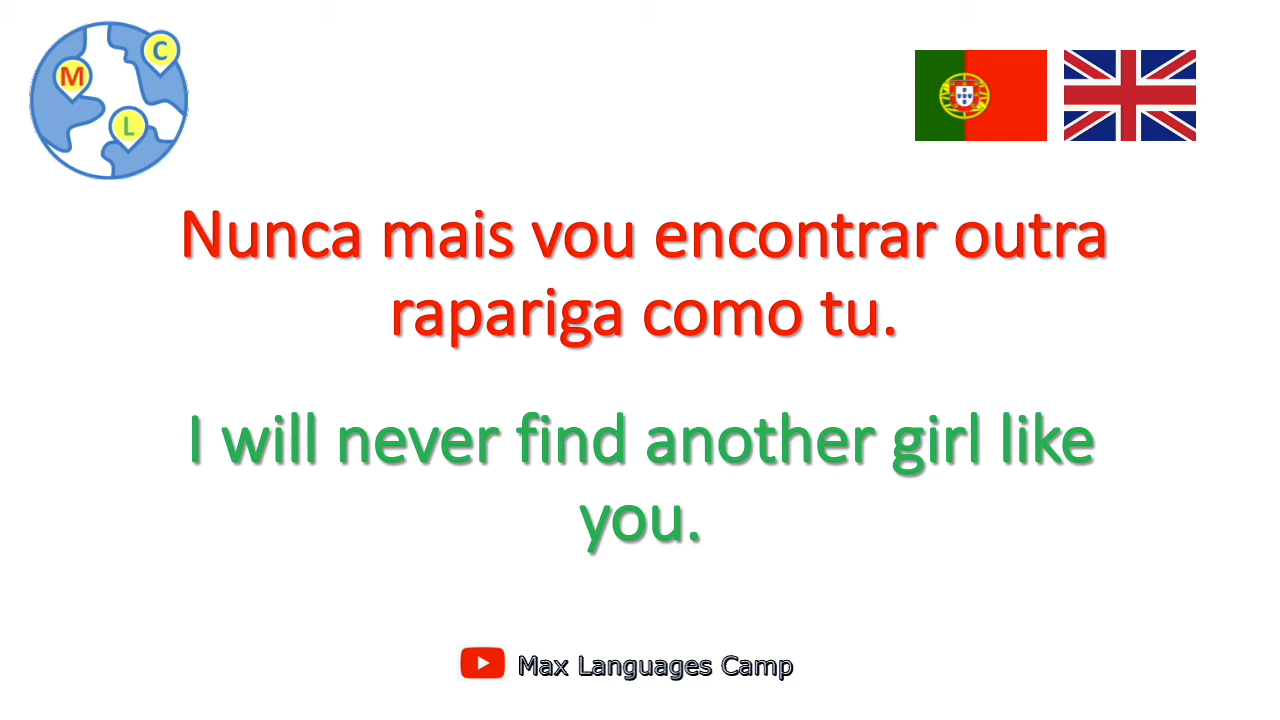 C
M
L
Nunca mais vou encontrar outra
rapariga como tu.
I will never find another girl like
you.
Max Languages Camp